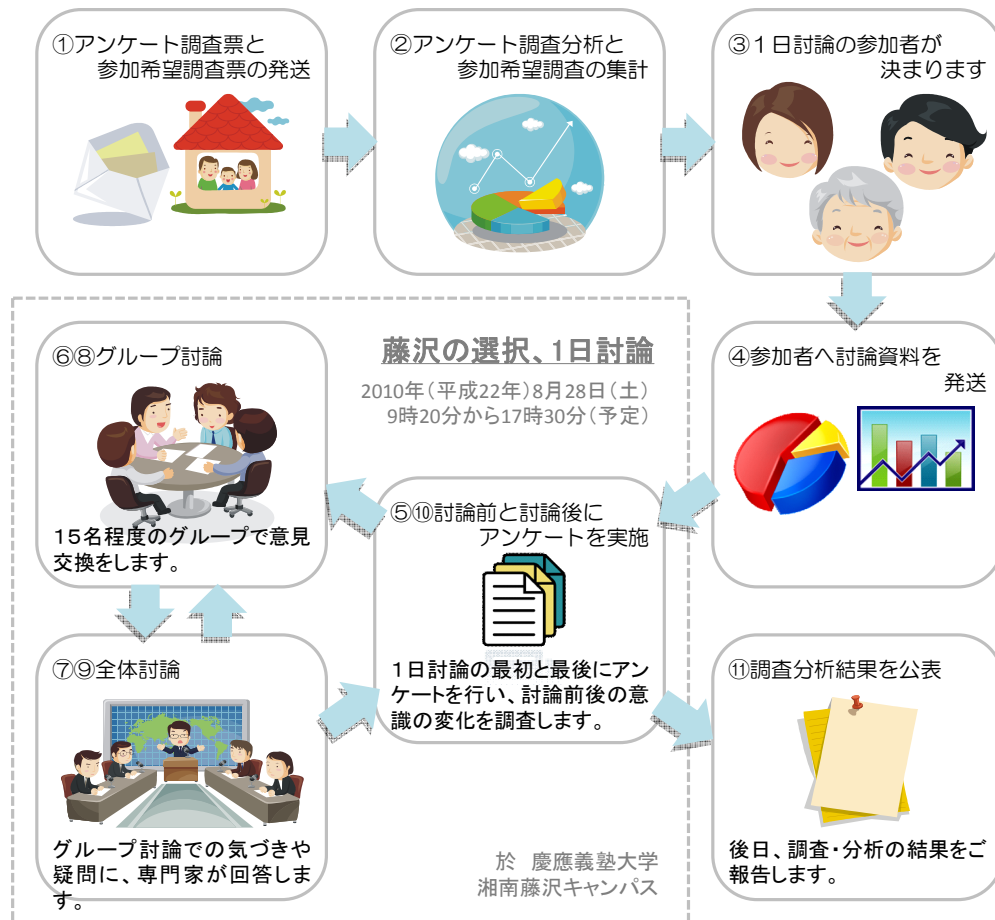 ①アンケート調査票と
参加希望調査票の発送
②アンケート調査分析と
参加希望調査の集計
③1日討論の参加者が
決まります
④参加者へ討論資料を
発送
藤沢の選択、1日討論
2010年(平成22年)8月28日(土)
9時20分から17時30分(予定)
⑤⑩討論前と討論後に
アンケートを実施
1日討論の最初と最後にアン
ケートを行い、討論前後の意
識の変化を調査します。
⑥⑧グループ討論
15名程度のグループで意見
交換をします。
⑦⑨全体討論
グループ討論での気づきや
疑問に、専門家が回答しま
す。
⑪調査分析結果を公表
後日、調査・分析の結果をご
報告します。
於 慶應義塾大学
湘南藤沢キャンパス